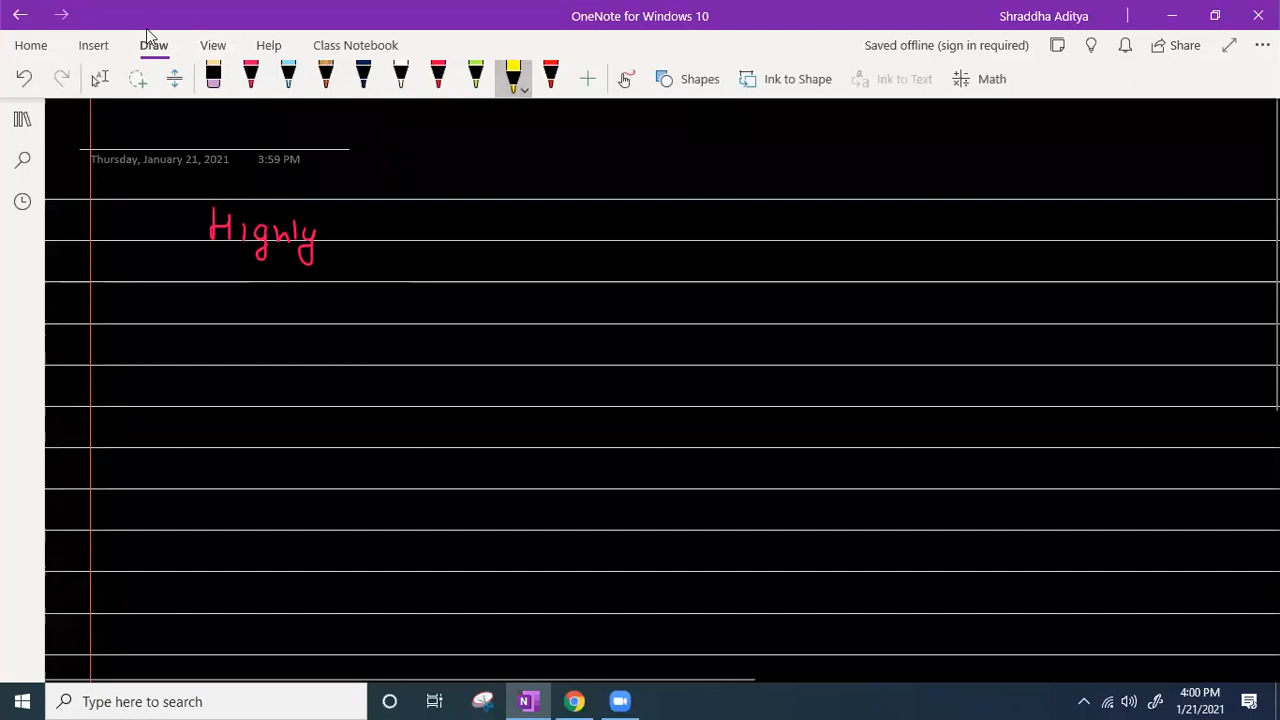 OneNote for Windows 10
Shraddha Aditya
Home Insert Draw View Help Class Notebook
Saved offline (sign in required)
Share
Shapes Ink to Shape Ink to Text Math
Thursday, January 21, 2021 3:59 PM
Highly
Type here to search
4:00 PM
1/21/2021